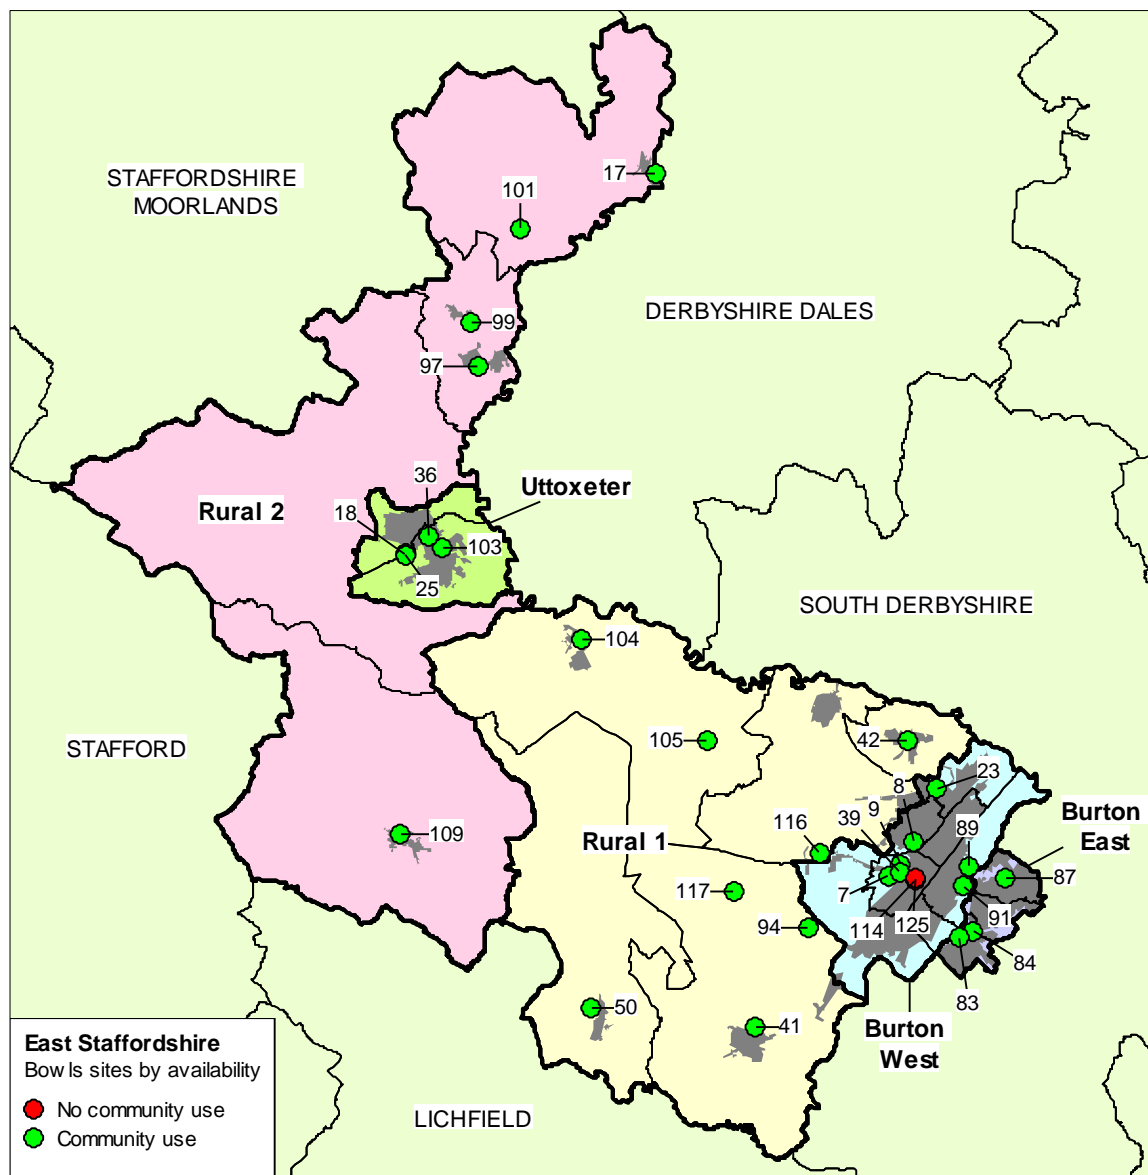 17
STAFFORDSHIRE
MOORLANDS
101
DERBYSHIRE DALES
99
97
36
Uttoxeter
Rural 2
18
103
25
SOUTH DERBYSHIRE
104
STAFFORD
105
42
23
8
9
39
Burton
East
109
Rural 1
116
89
87
117
7
91
94
114
125
84
83
50
41
Burton
West
East Staffordshire
Bowls sites by availability
No community use
Community use
LICHFIELD